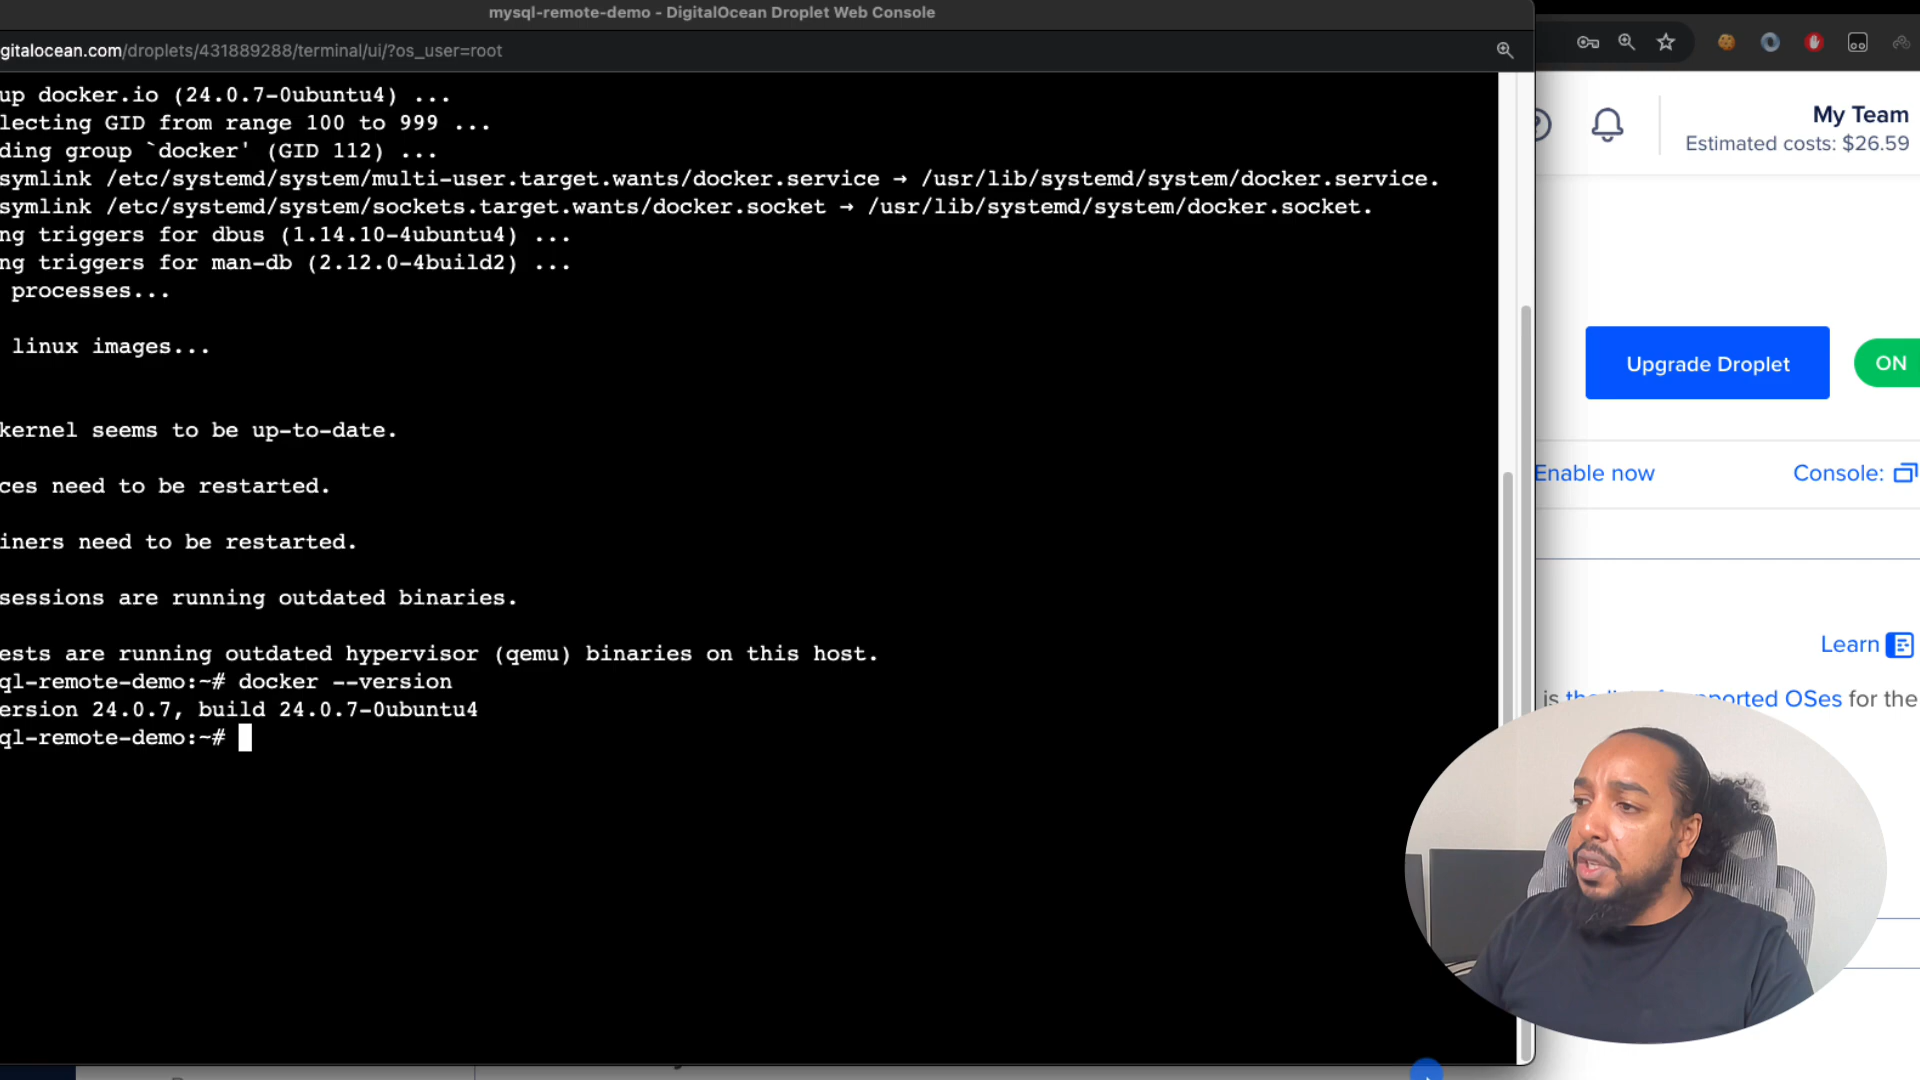 mysql-remote-demo - DigitalOcean Droplet Web Console
gitalocean.com/droplets/431889288/terminal/ui/?os_user=root
up docker.io (24.0.7-0ubuntu4) ...
lecting GID from range 100 to 999 ...
ding group `docker' (GID 112) ...
symlink /etc/systemd/system/multi-user.target.wants/docker.service → /usr/lib/systemd/system/docker.service.
symlink /etc/systemd/system/sockets.target.wants/docker.socket → /usr/lib/systemd/system/docker.socket.
ng triggers for dbus (1.14.10-4ubuntu4) ...
ng triggers for man-db (2.12.0-4build2) ...
processes...
linux images...
kernel seems to be up-to-date.
ces need to be restarted.
iners need to be restarted.
sessions are running outdated binaries.
ests are running outdated hypervisor (qemu) binaries on this host.
ql-remote-demo:~# docker --version
ersion 24.0.7, build 24.0.7-0ubuntu4
ql-remote-demo:~#
My Team
Estimated costs: $26.59
Upgrade Droplet
ON
Enable now
Console:
Learn
is OSes for the